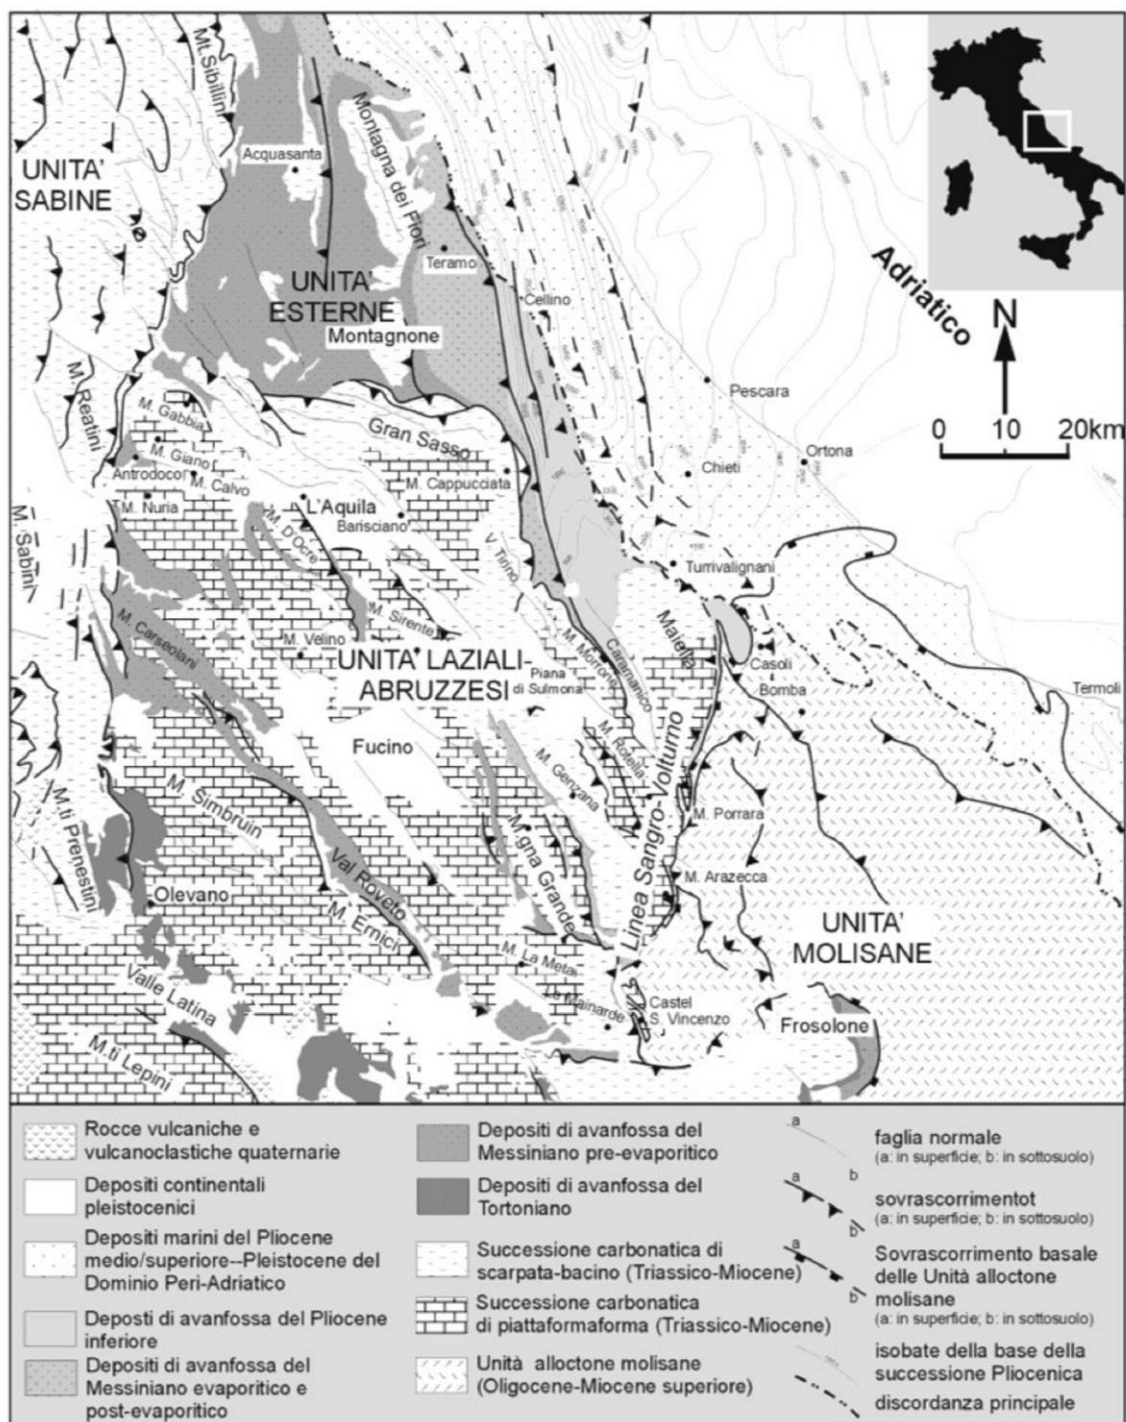 Mt.Sibillini
UNITA'
SABINE
Acquasanta
Montagna dei Fiori
Teramo
UNITA'
ESTERNE
Montagnone
Cellino
Adriatico
N
0 10 20km
Pescara
Ortona
Chieti
M. Reatini
M. Gabbia
M. Giano
Antrodoco
M. Calvo
M. Nuria
Gran Sasso
M. Cappucciata
L'Aquila
Barisciano
M. D'Ocre
V. Tirino
M. Sabini
M. Carseolani
M. Velino
M. Sirente
UNITA' LAZIALI-
ABRUZZESI
Piana
di Sulmona
M. Morrone
Caramanico
Maiella
Turrivalignani
Casoli
Bomba
Termoli
Fucino
M. Genzana
M. Rotella
Linea Sangro-Volturno
M. Porrara
M. Simbruin
M.ti Prenestini
Olevano
Val Roveto
M. Ernici
M.gna Grande
M. Arazecca
UNITA'
MOLISANE
M. La Meta
Le Mainarde
Castel
S. Vincenzo
Frosolone
Valle Latina
M.ti Lepini
Rocce vulcaniche e
vulcanoclastiche quaternarie
Depositi continentali
pleistocenici
Depositi marini del Pliocene
medio/superiore--Pleistocene del
Dominio Peri-Adriatico
Deposti di avanfossa del Pliocene
inferiore
Depositi di avanfossa del
Messiniano evaporitico e
post-evaporitico
Depositi di avanfossa del
Messiniano pre-evaporitico
Depositi di avanfossa del
Tortoniano
Successione carbonatica di
scarpata-bacino (Triassico-Miocene)
Successione carbonatica
di piattaformaforma (Triassico-Miocene)
Unità alloctone molisane
(Oligocene-Miocene superiore)
a
b
faglia normale
(a: in superficie; b: in sottosuolo)
a
b
sovrascorrimentot
(a: in superficie; b: in sottosuolo)
a
b
Sovrascorrimento basale
delle Unità alloctone
molisane
(a: in superficie; b: in sottosuolo)
isobate della base della
successione Pliocenica
discordanza principale